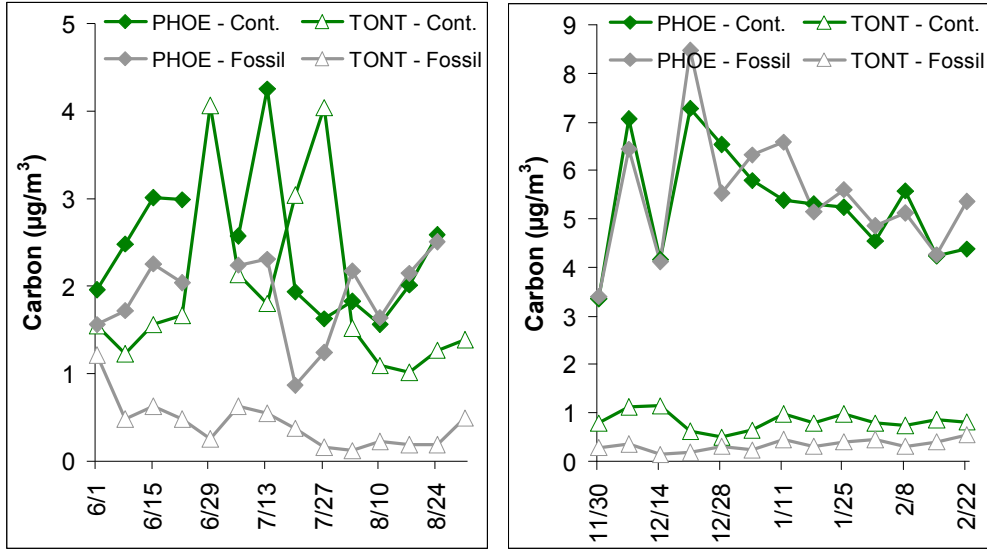 PHOE - Cont. TONT - Cont.
PHOE - Fossil TONT - Fossil
Carbon (µg/m³)
5
4
3
2
1
0
6/1 6/15 6/29 7/13 7/27 8/10 8/24
PHOE - Cont. TONT - Cont.
PHOE - Fossil TONT - Fossil
Carbon (µg/m³)
9
8
7
6
5
4
3
2
1
0
11/30 12/14 12/28 1/11 1/25 2/8 2/22